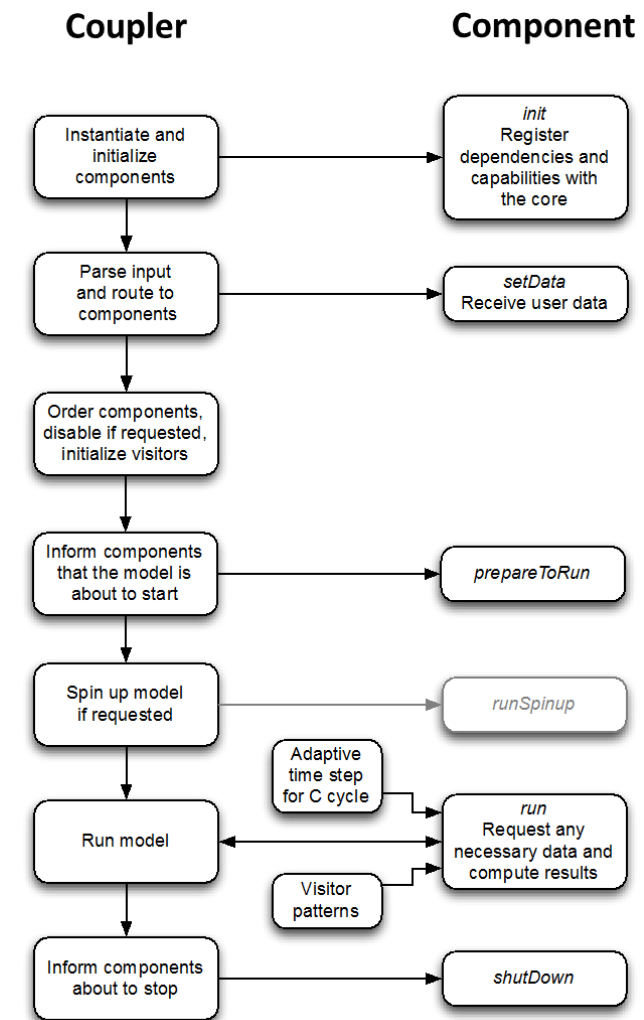 Coupler
Component
Instantiate and
initialize
components
init
Register
dependencies and
capabilities with
the core
Parse input
and route to
components
setData
Receive user data
Order components,
disable if requested,
initialize visitors
Inform components
that the model is
about to start
prepareToRun
Spin up model
if requested
runSpinup
Adaptive
time step
for C cycle
Run model
run
Request any
necessary data and
compute results
Visitor
patterns
Inform components
about to stop
shutDown